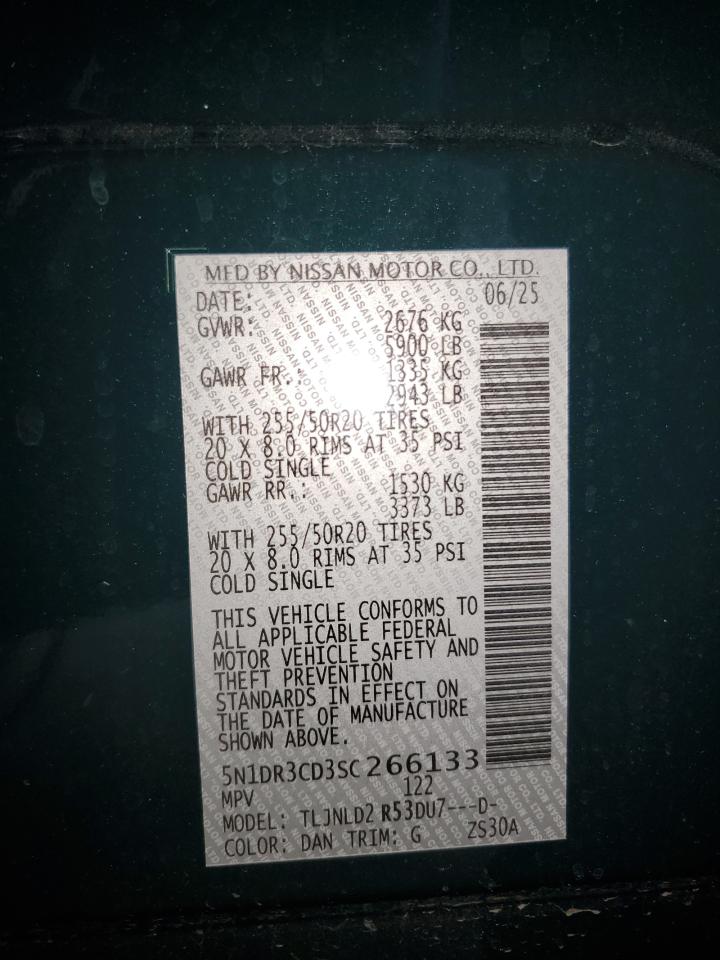 MFD BY NISSAN MOTOR CO., LTD.
DATE: 06/25
GVWR: 2676 KG
5900 LB
GAWR FR.: 1335 KG
2943 LB
WITH 255/50R20 TIRES
20 X 8.0 RIMS AT 35 PSI
COLD SINGLE
GAWR RR.: 1530 KG
3373 LB
WITH 255/50R20 TIRES
20 X 8.0 RIMS AT 35 PSI
COLD SINGLE
THIS VEHICLE CONFORMS TO
ALL APPLICABLE FEDERAL
MOTOR VEHICLE SAFETY AND
THEFT PREVENTION
STANDARDS IN EFFECT ON
THE DATE OF MANUFACTURE
SHOWN ABOVE.
5N1DR3CD3SC266133
MPV 122
MODEL: TLJNLD2 R53DU7---D-
COLOR: DAN TRIM: G ZS30A